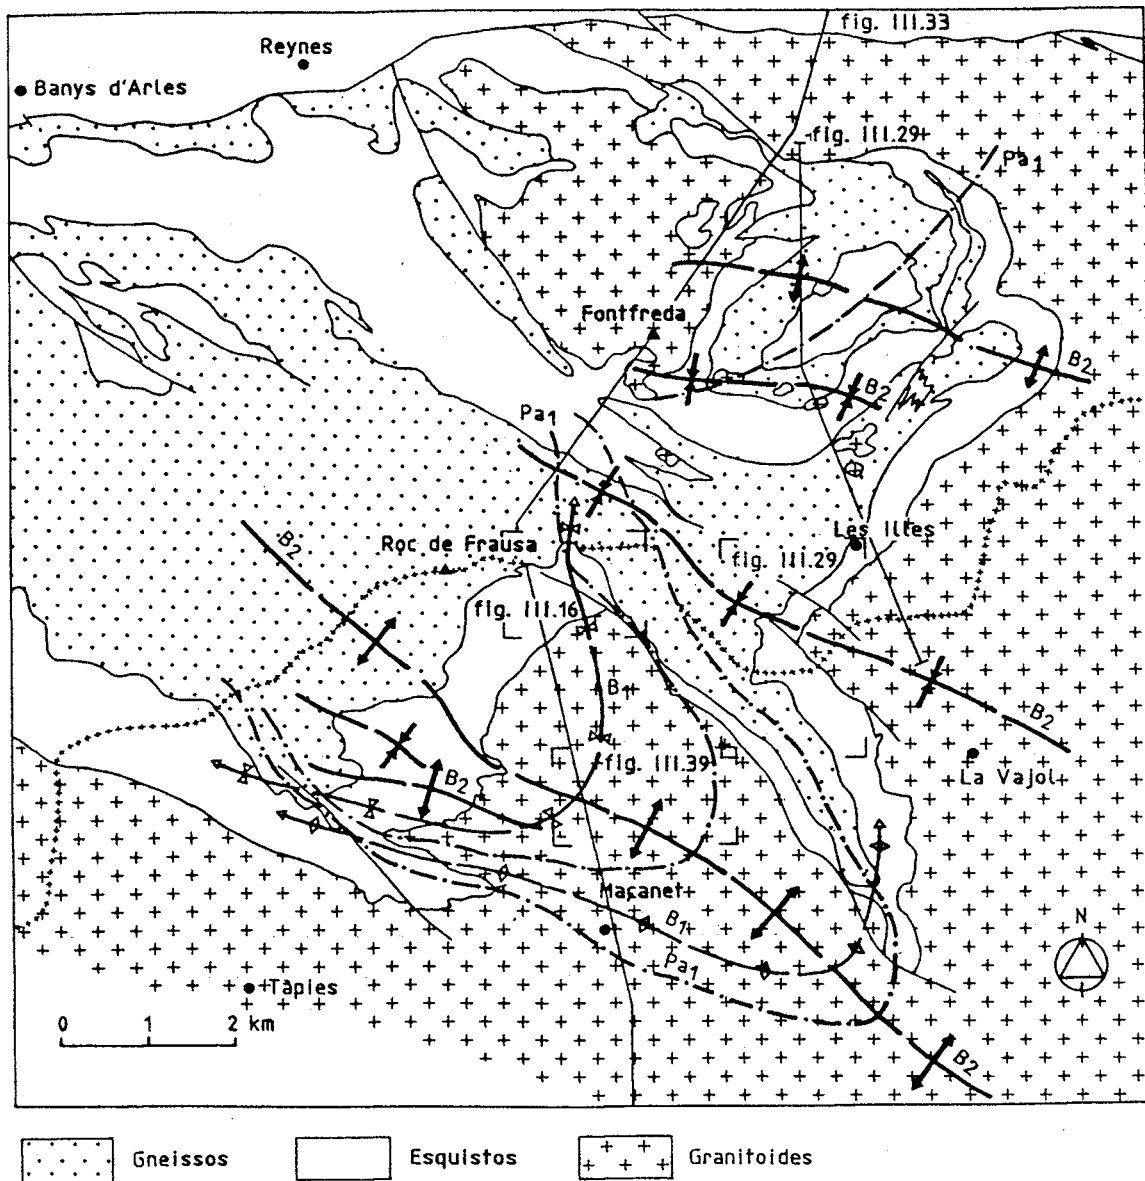 fig. III.33
Reynes
Banys d'Arles
fig. III.29
Pa1
Fontfreda
B2
B2
Pa1
B2
Roc de Frausa
Les Illes
fig. III.29
fig. III.16
B1
B2
La Vajol
fig. III.39
B2
Maçanet
B1
Pa1
N
Tàpies
B2
0 1 2 km
Gneissos Esquistos Granitoides